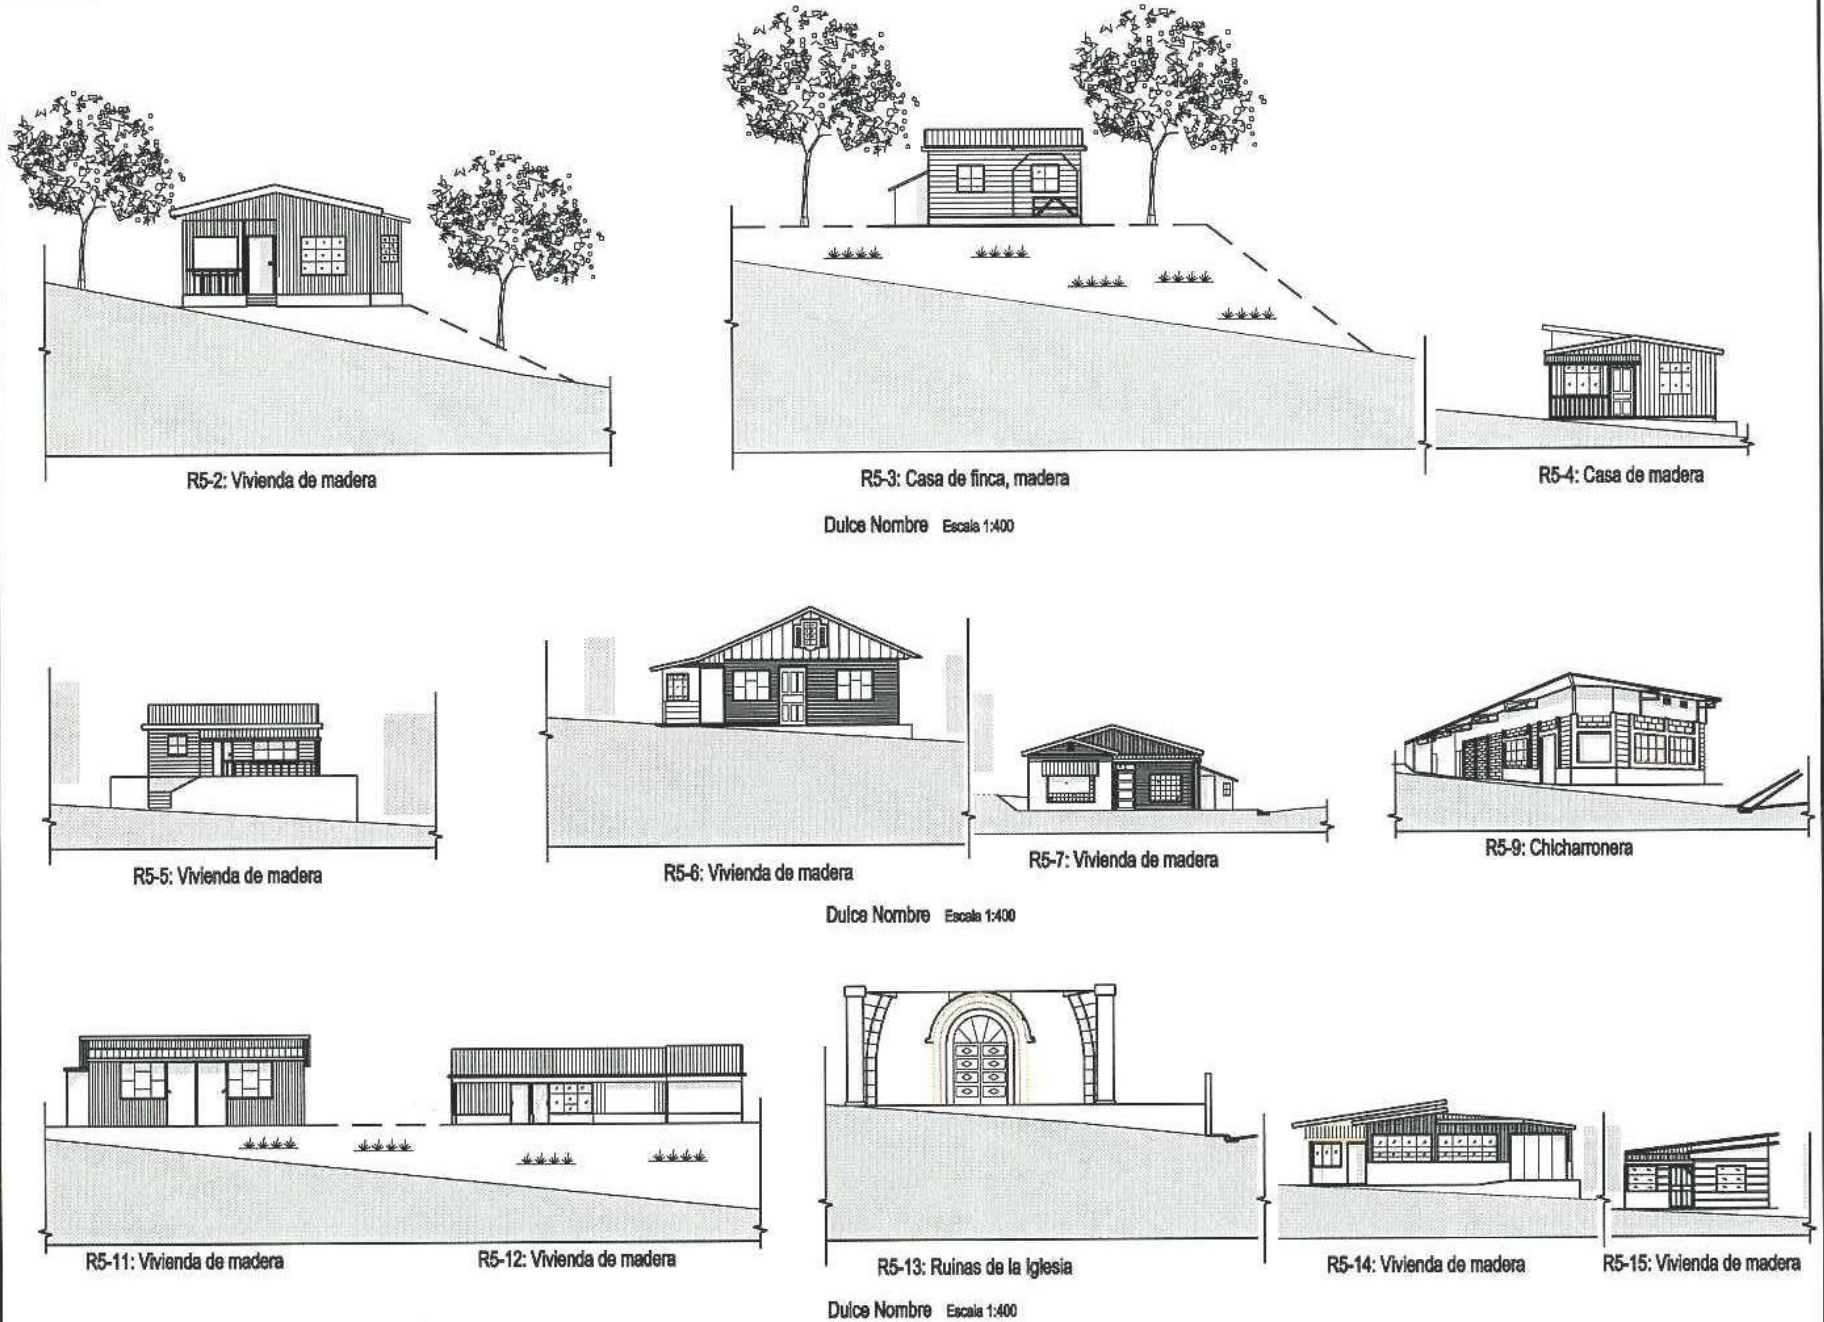 R5-2: Vivienda de madera
R5-3: Casa de finca, madera
R5-4: Casa de madera
Dulce Nombre Escala 1:400
R5-5: Vivienda de madera
R5-6: Vivienda de madera
R5-7: Vivienda de madera
R5-9: Chicharronera
Dulce Nombre Escala 1:400
R5-11: Vivienda de madera
R5-12: Vivienda de madera
R5-13: Ruinas de la Iglesia
R5-14: Vivienda de madera
R5-15: Vivienda de madera
Dulce Nombre Escala 1:400